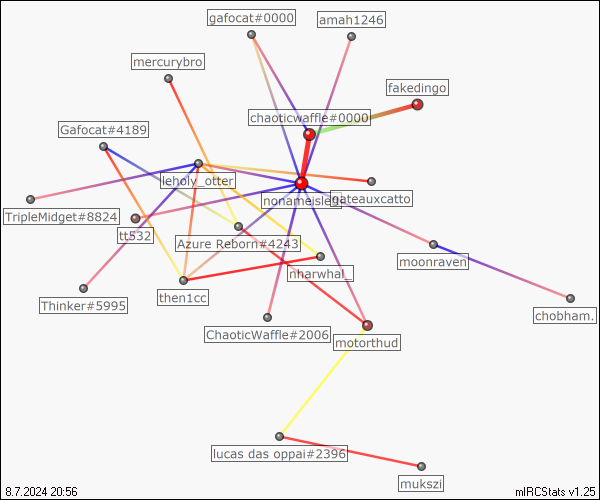 gafocat#0000
amah1246
mercurybro
fakedingo
chaoticwaffle#0000
Gafocat#4189
leholy_otter
gateauxcatto
TripleMidget#8824
tt532
Azure Reborn#4243
moonraven
nharwhal_
Thinker#5995
then1cc
chobham.
ChaoticWaffle#2006
motorthud
lucas das oppai#2396
mukszi
8.7.2024 20:56
mIRCStats v1.25